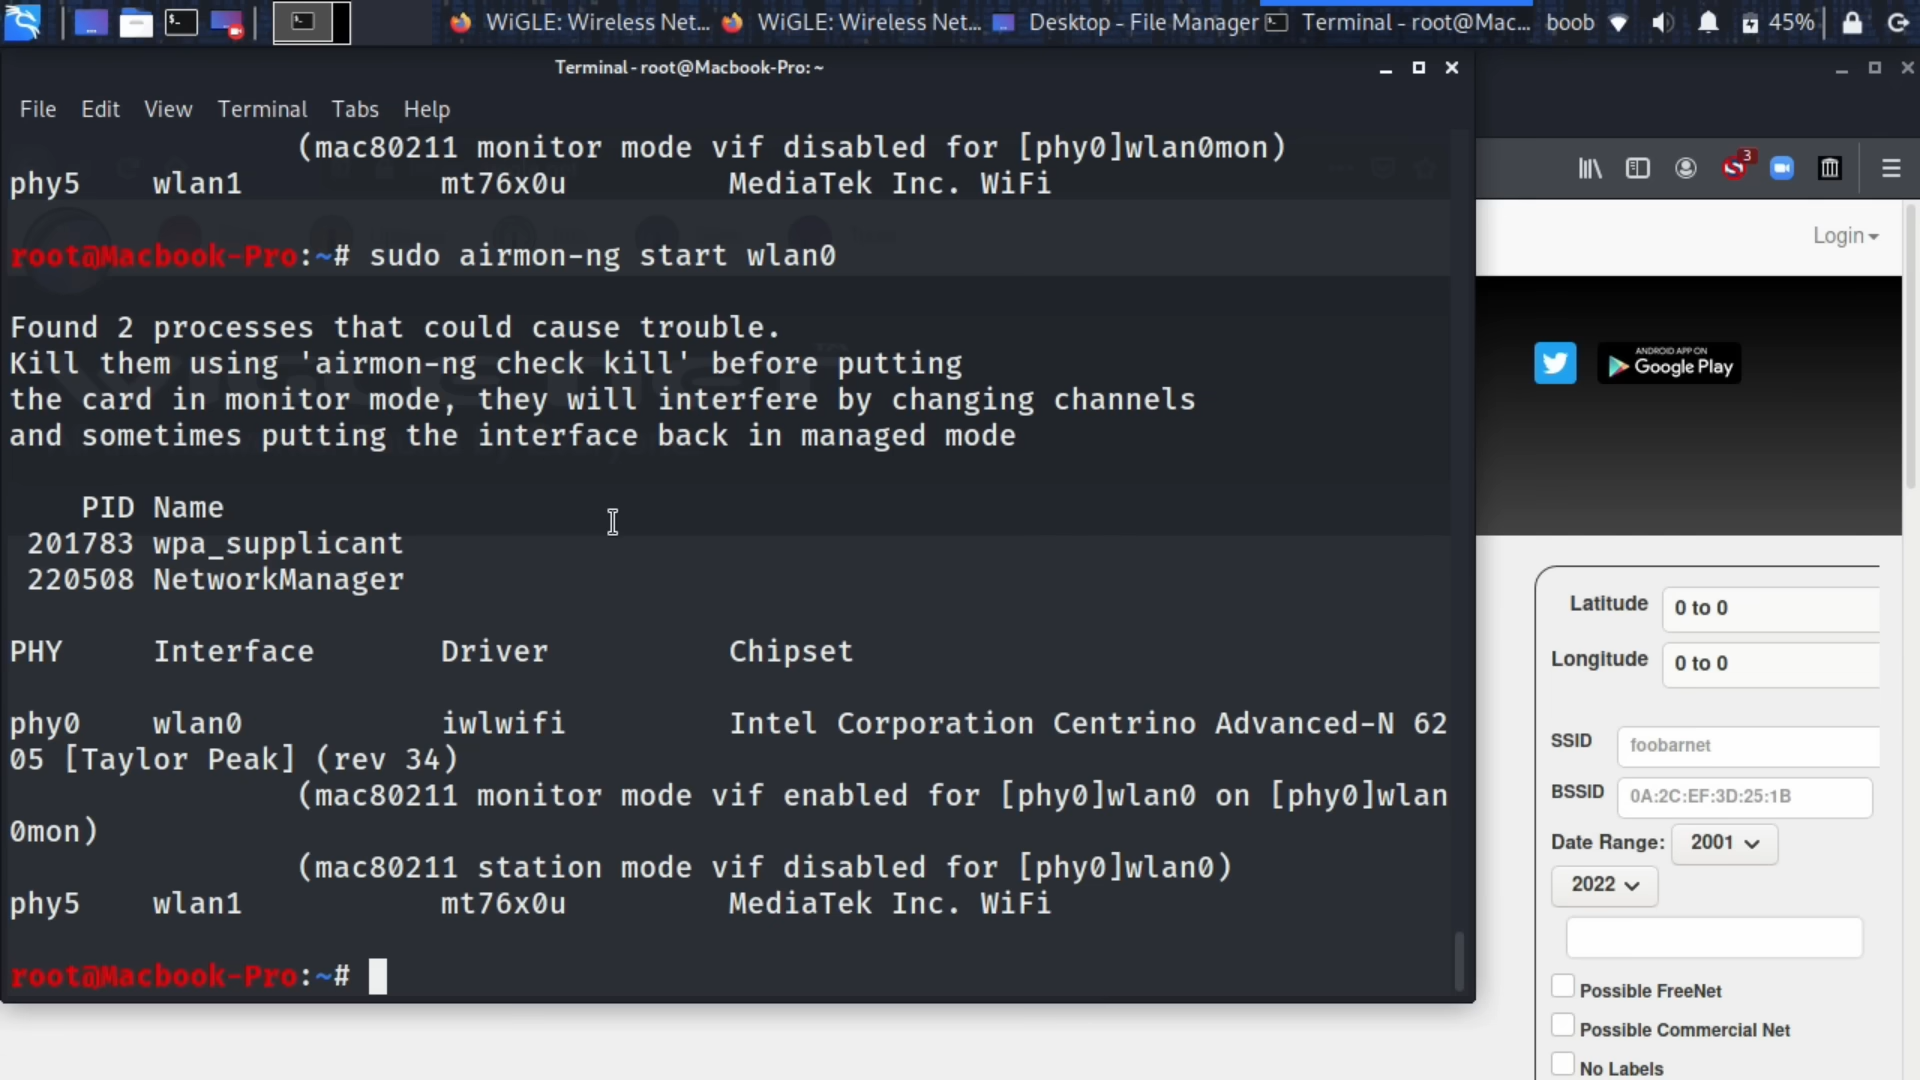 WiGLE: Wireless Net...
WiGLE: Wireless Net...
Desktop - File Manager
Terminal - root@Mac...
boob
45%
Terminal - root@Macbook-Pro: ~
File Edit View Terminal Tabs Help
(mac80211 monitor mode vif disabled for [phy0]wlan0mon)
phy5 wlan1 mt76x0u MediaTek Inc. WiFi
root@Macbook-Pro:~# sudo airmon-ng start wlan0
Found 2 processes that could cause trouble.
Kill them using 'airmon-ng check kill' before putting
the card in monitor mode, they will interfere by changing channels
and sometimes putting the interface back in managed mode
PID Name
201783 wpa_supplicant
220508 NetworkManager
PHY Interface Driver Chipset
phy0 wlan0 iwlwifi Intel Corporation Centrino Advanced-N 62
05 [Taylor Peak] (rev 34)
(mac80211 monitor mode vif enabled for [phy0]wlan0 on [phy0]wlan
0mon)
(mac80211 station mode vif disabled for [phy0]wlan0)
phy5 wlan1 mt76x0u MediaTek Inc. WiFi
root@Macbook-Pro:~#
3
Login
ANDROID APP ON
Google Play
Latitude 0 to 0
Longitude 0 to 0
SSID foobarnet
BSSID 0A:2C:EF:3D:25:1B
Date Range: 2001
2022
Possible FreeNet
Possible Commercial Net
No Labels